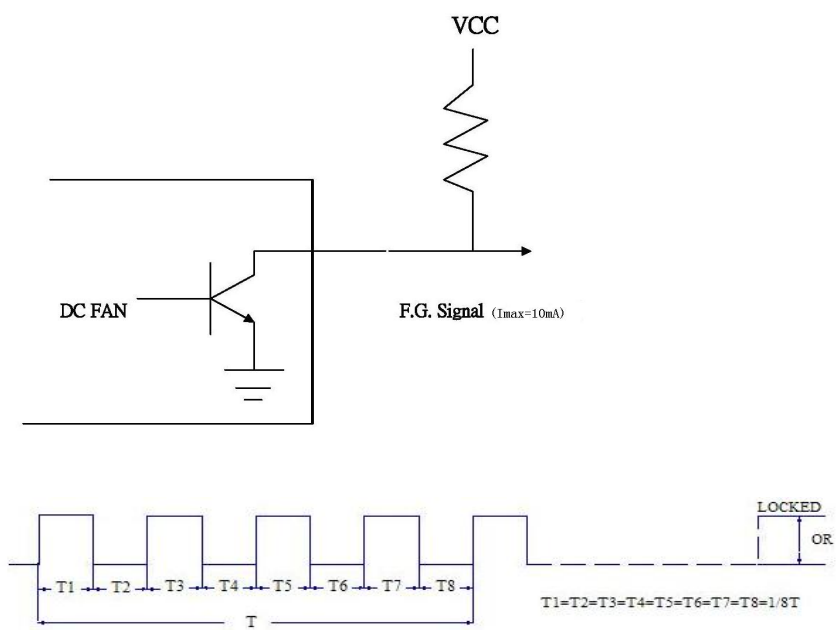 VCC
DC FAN
F.G. Signal (Imax=10mA)
LOCKED
OR
T1 T2 T3 T4 T5 T6 T7 T8
T1=T2=T3=T4=T5=T6=T7=T8=1/8T
T